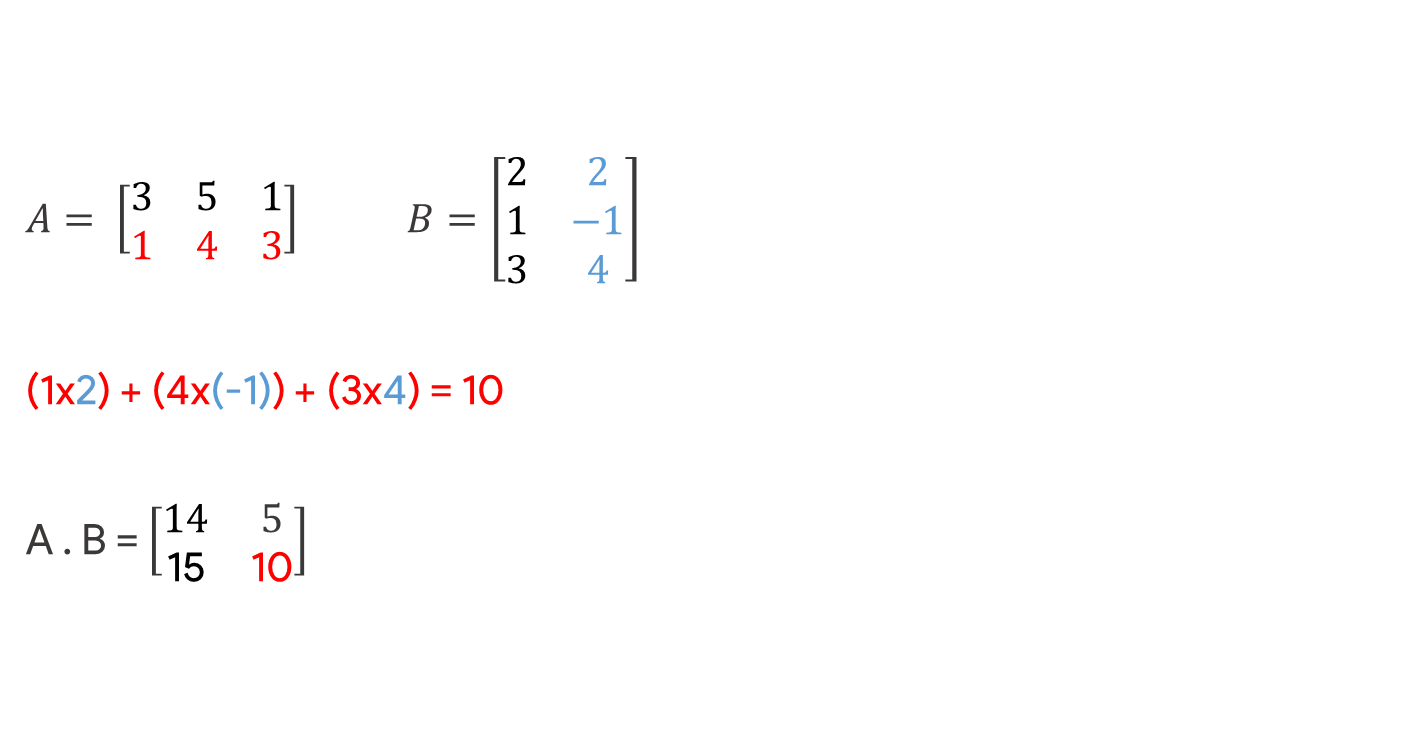 A = [3 5 1
1 4 3]
B = [2 2
1 −1
3 4]
(1x2) + (4x(-1)) + (3x4) = 10
A . B = [14 5
15 10]